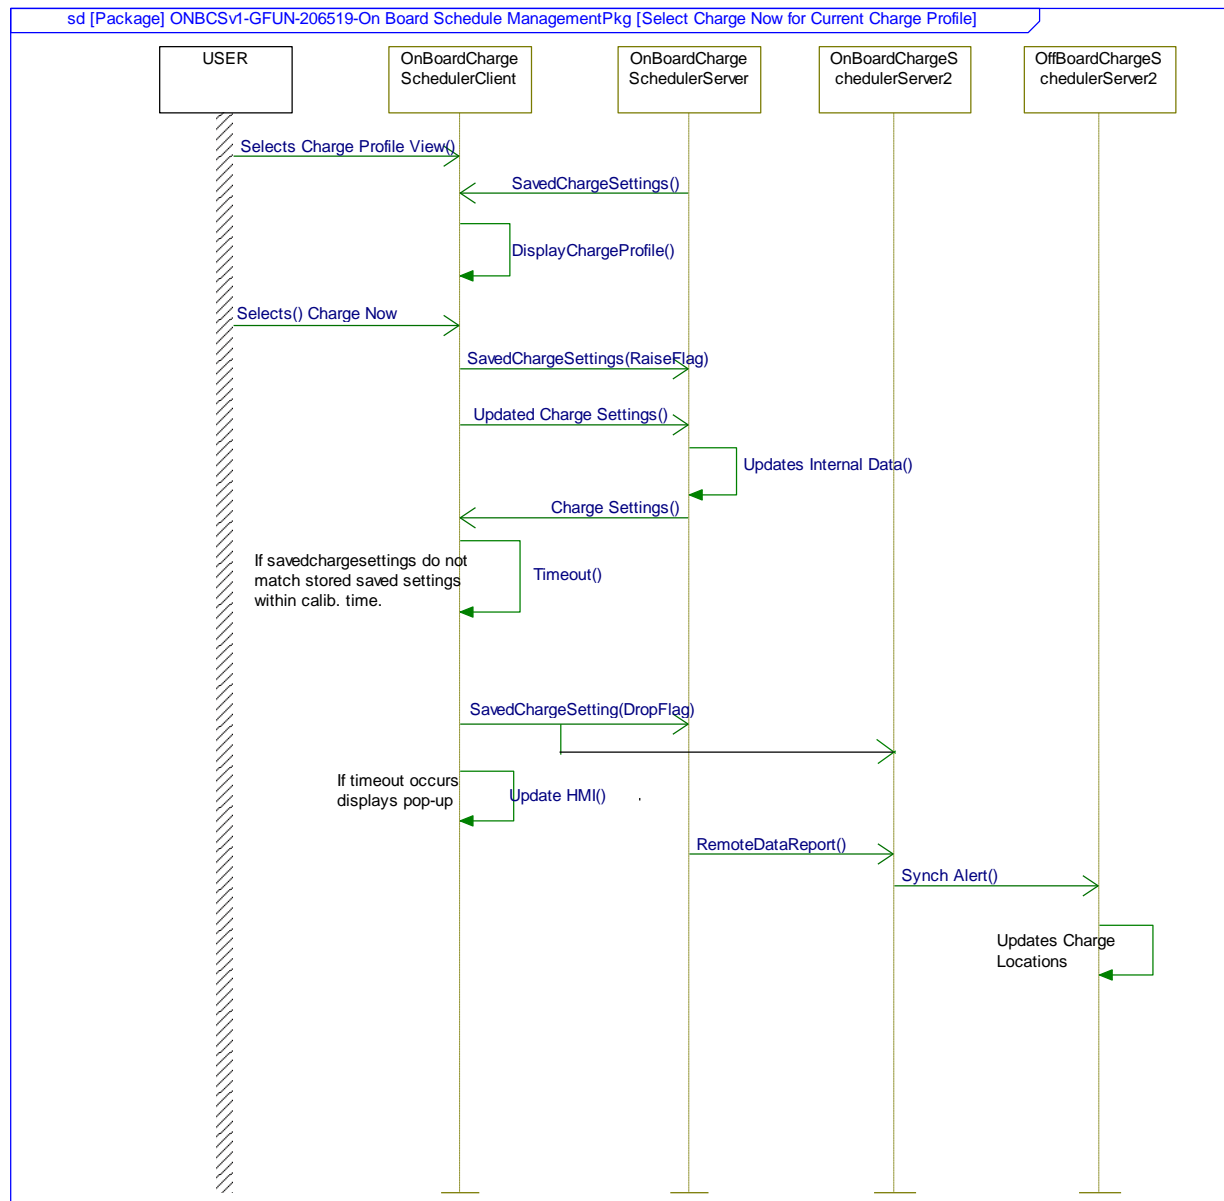 sd [Package] ONBCSv1-GFUN-206519-On Board Schedule ManagementPkg [Select Charge Now for Current Charge Profile]
USER
OnBoardCharge
SchedulerClient
OnBoardCharge
SchedulerServer
OnBoardChargeS
chedulerServer2
OffBoardChargeS
chedulerServer2
Selects Charge Profile View()
SavedChargeSettings()
DisplayChargeProfile()
Selects() Charge Now
SavedChargeSettings(RaiseFlag)
Updated Charge Settings()
Updates Internal Data()
Charge Settings()
If savedchargesettings do not
match stored saved settings
within calib. time.
Timeout()
SavedChargeSetting(DropFlag)
If timeout occurs
displays pop-up
Update HMI()
.
RemoteDataReport()
Synch Alert()
Updates Charge
Locations